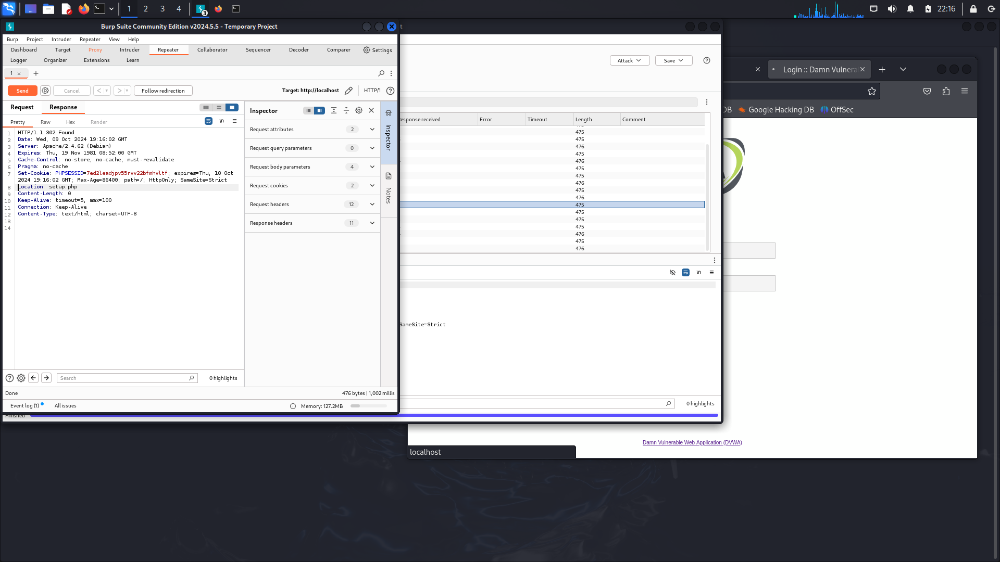 1 2 3 4 3 22:16
Burp Suite Community Edition v2024.5.5 - Temporary Project
Burp Project Intruder Repeater View Help
Dashboard Target Proxy Intruder Repeater Collaborator Sequencer Decoder Comparer Settings
Logger Organizer Extensions Learn
1 × +
Send Cancel < > Follow redirection Target: http://localhost HTTP/1
Request Response
Pretty Raw Hex Render \n
1 HTTP/1.1 302 Found
2 Date: Wed, 09 Oct 2024 19:16:02 GMT
3 Server: Apache/2.4.62 (Debian)
4 Expires: Thu, 19 Nov 1981 08:52:00 GMT
5 Cache-Control: no-store, no-cache, must-revalidate
6 Pragma: no-cache
7 Set-Cookie: PHPSESSID=7ed2leadjpv55rvv22bfmhvltf; expires=Thu, 10 Oct
2024 19:16:02 GMT; Max-Age=86400; path=/; HttpOnly; SameSite=Strict
8 Location: setup.php
9 Content-Length: 0
10 Keep-Alive: timeout=5, max=100
11 Connection: Keep-Alive
12 Content-Type: text/html; charset=UTF-8
13
14
Inspector
Request attributes 2
Request query parameters 0
Request body parameters 4
Request cookies 2
Request headers 12
Response headers 11
Inspector
Notes
Search 0 highlights
Done 476 bytes | 1,002 millis
Event log (1) All issues Memory: 127.2MB
t
Attack Save
esponse received Error Timeout Length Comment
475
475
476
475
476
475
475
476
475
476
475
475
475
475
476
475
476
\n
SameSite=Strict
0 highlights
Finished
Login :: Damn Vulnera
DB Google Hacking DB OffSec
Damn Vulnerable Web Application (DVWA)
localhost